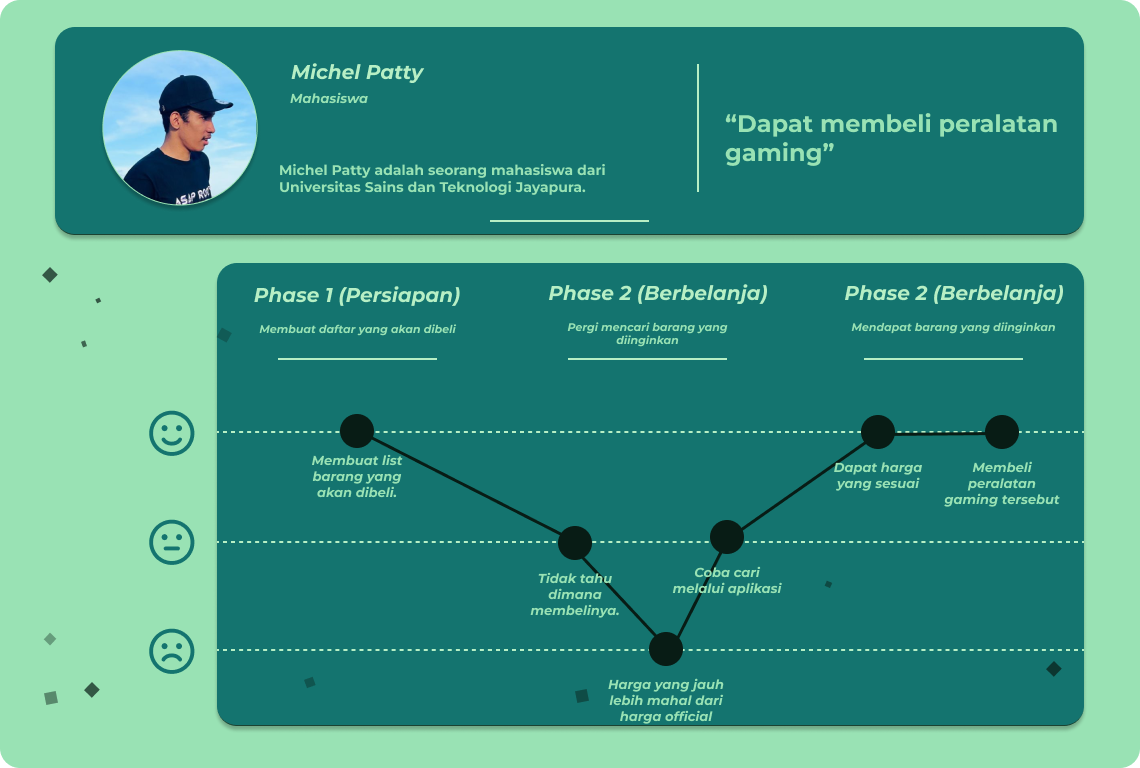 Michel Patty
Mahasiswa
Michel Patty adalah seorang mahasiswa dari
Universitas Sains dan Teknologi Jayapura.
“Dapat membeli peralatan
gaming”
ASAP ROC
Phase 1 (Persiapan)
Membuat daftar yang akan dibeli
Phase 2 (Berbelanja)
Pergi mencari barang yang
diinginkan
Phase 2 (Berbelanja)
Mendapat barang yang diinginkan
Membuat list
barang yang
akan dibeli.
Tidak tahu
dimana
membelinya.
Harga yang jauh
lebih mahal dari
harga official
Coba cari
melalui aplikasi
Dapat harga
yang sesuai
Membeli
peralatan
gaming tersebut